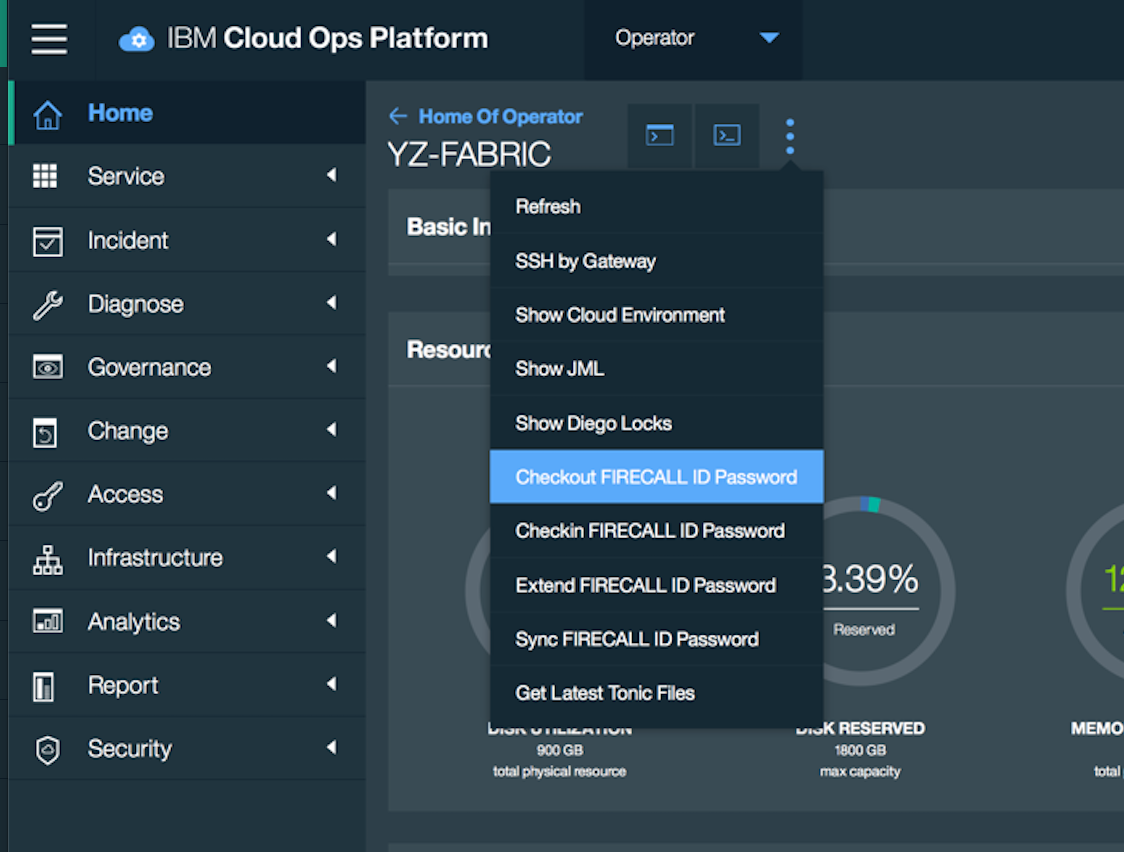 IBM Cloud Ops Platform
Operator
Home
Service
Incident
Diagnose
Governance
Change
Access
Infrastructure
Analytics
Report
Security
Home Of Operator
YZ-FABRIC
Basic In
Resourc
Refresh
SSH by Gateway
Show Cloud Environment
Show JML
Show Diego Locks
Checkout FIRECALL ID Password
Checkin FIRECALL ID Password
Extend FIRECALL ID Password
Sync FIRECALL ID Password
Get Latest Tonic Files
3.39%
Reserved
DISK UTILIZATION
900 GB
total physical resource
DISK RESERVED
1800 GB
max capacity
12
MEMO
total